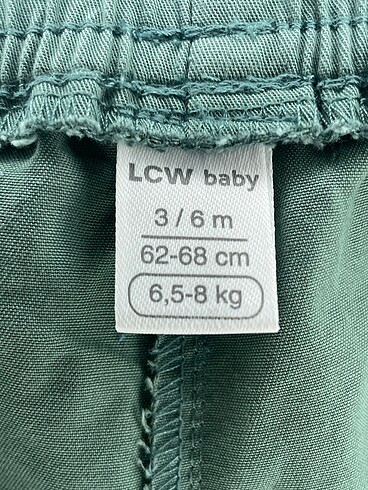 LCW baby
3 / 6 m
62-68 cm
6,5-8 kg